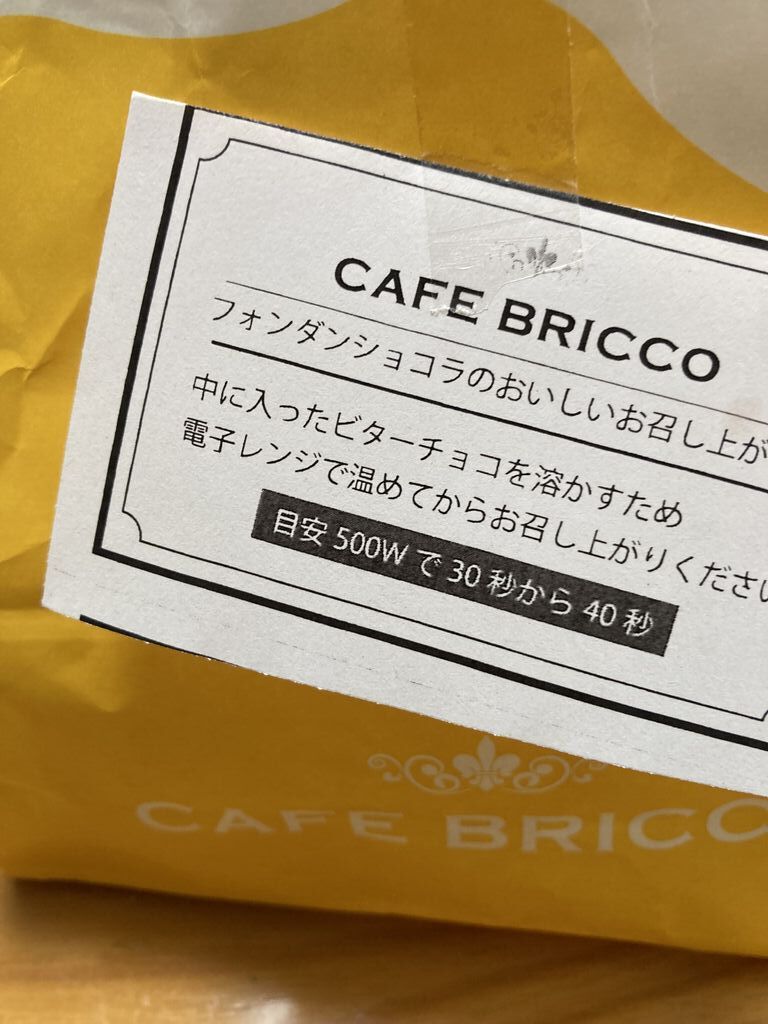 CAFE BRICCO
フォンダンショコラのおいしいお召し上が
中に入ったビターチョコを溶かすため
電子レンジで温めてからお召し上がりください
目安 500W で 30 秒から 40 秒
CAFE BRICCO